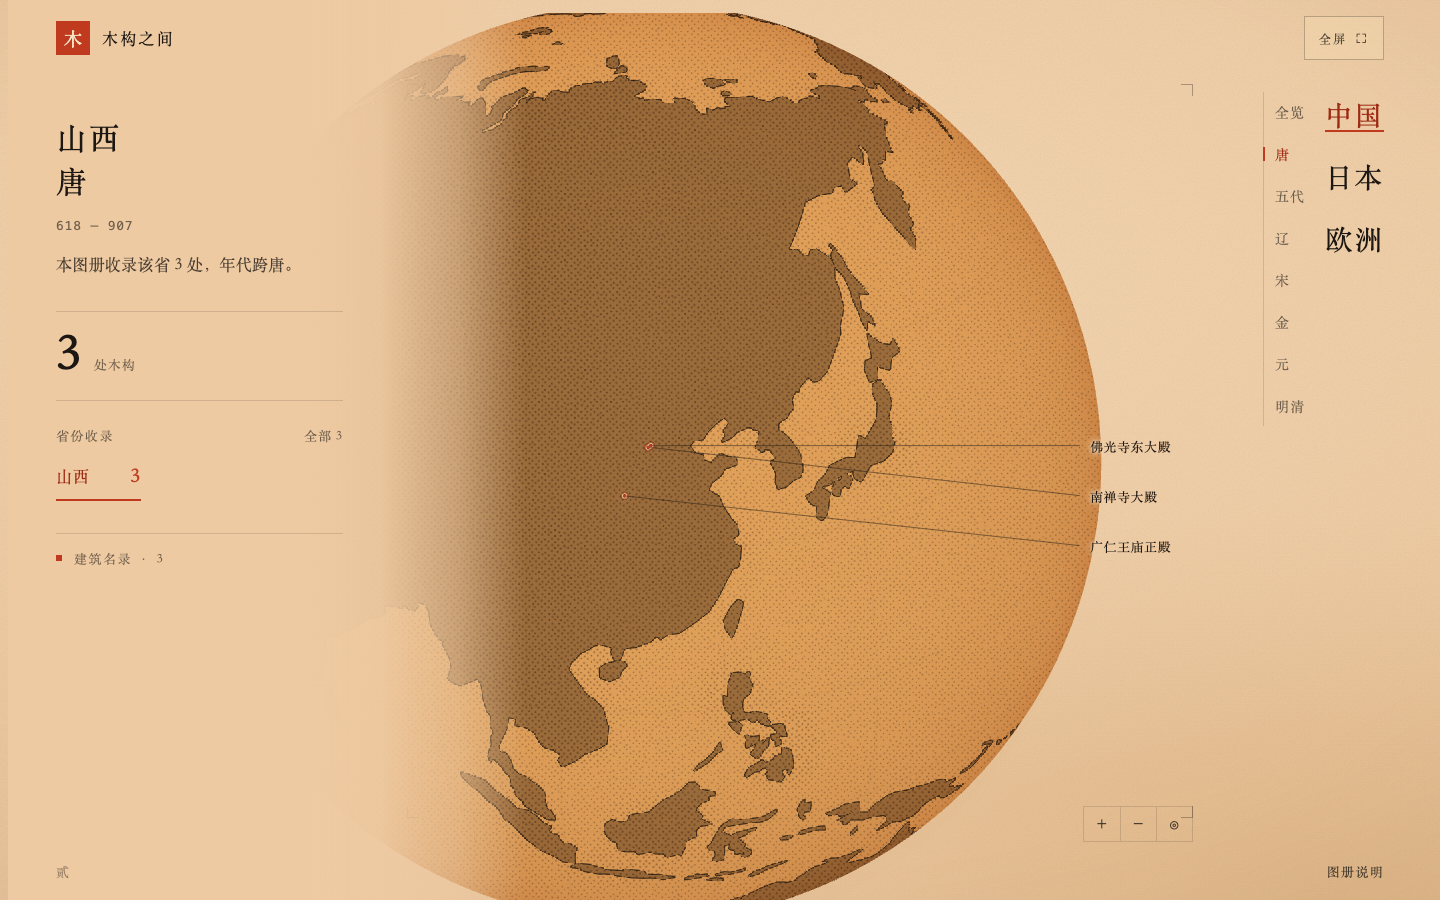 木 木构之间
全屏
山西
唐
618 — 907
本图册收录该省 3 处，年代跨唐。
3 处木构
省份收录 全部 3
山西 3
建筑名录 · 3
贰
佛光寺东大殿
南禅寺大殿
广仁王庙正殿
全览
唐
五代
辽
宋
金
元
明清
中国
日本
欧洲
+ − ◎
图册说明